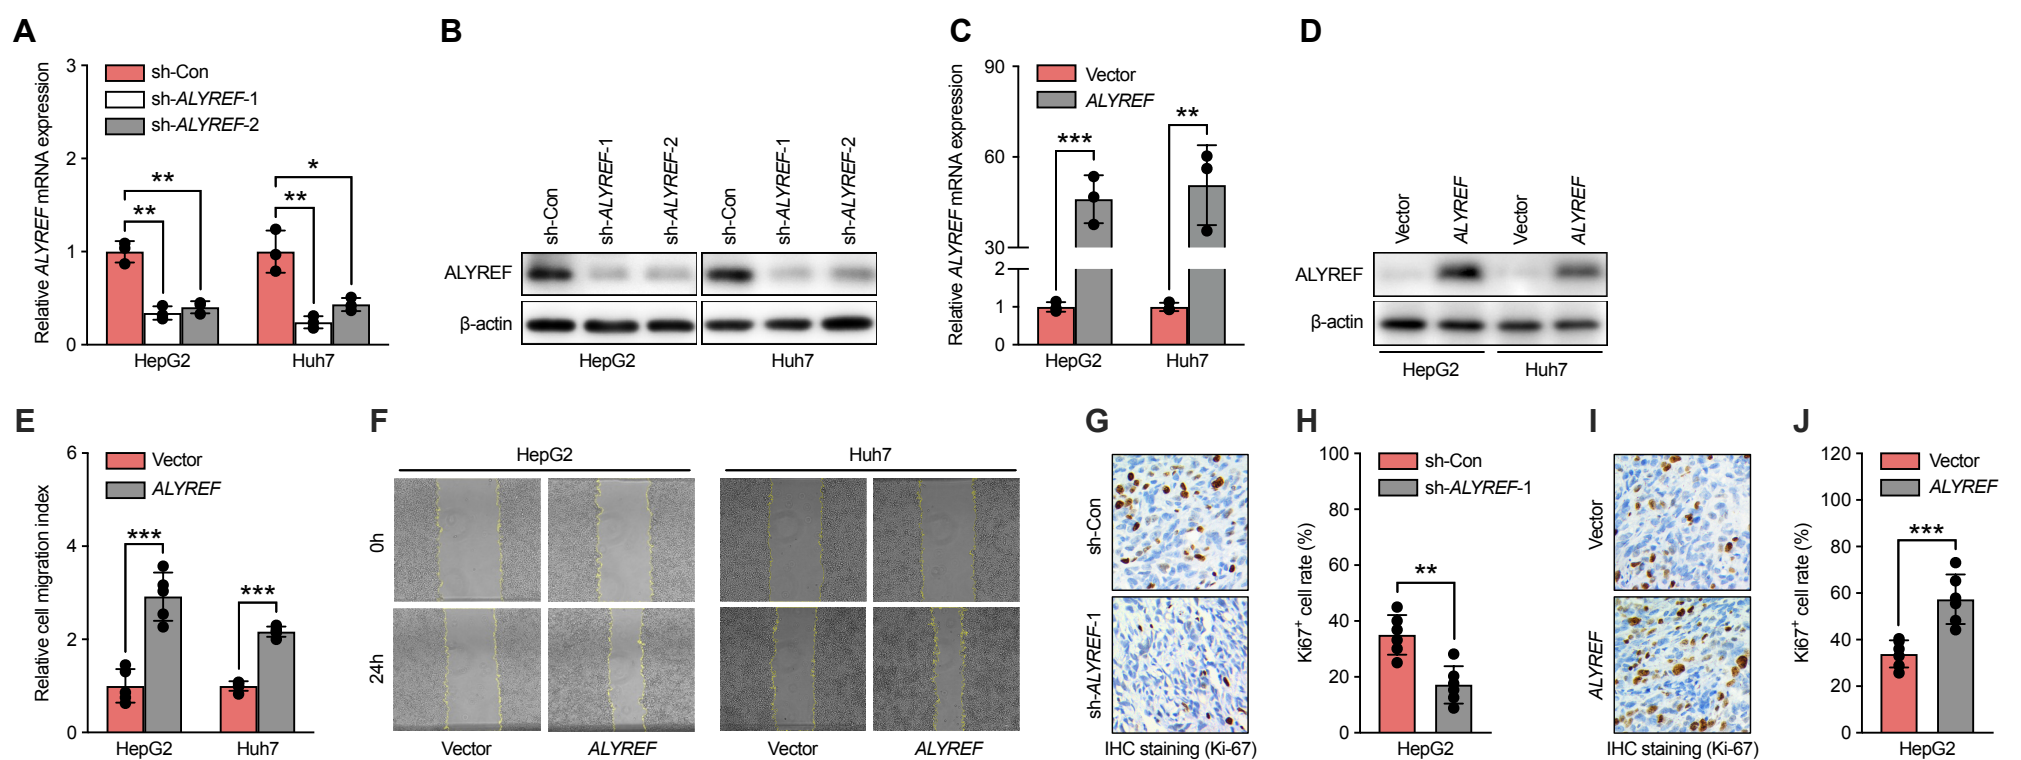 A
Relative ALYREF mRNA expression
3
2
1
0
sh-Con
sh-ALYREF-1
sh-ALYREF-2
**
**
**
*
HepG2
Huh7
B
sh-Con
sh-ALYREF-1
sh-ALYREF-2
sh-Con
sh-ALYREF-1
sh-ALYREF-2
ALYREF
β-actin
HepG2
Huh7
C
Relative ALYREF mRNA expression
90
60
30
2
1
0
Vector
ALYREF
***
**
HepG2
Huh7
D
Vector
ALYREF
Vector
ALYREF
ALYREF
β-actin
HepG2
Huh7
E
Relative cell migration index
6
4
2
0
Vector
ALYREF
***
***
HepG2
Huh7
F
HepG2
Huh7
0h
24h
Vector
ALYREF
Vector
ALYREF
G
sh-Con
sh-ALYREF-1
IHC staining (Ki-67)
H
Ki67+ cell rate (%)
100
80
60
40
20
0
sh-Con
sh-ALYREF-1
**
HepG2
I
Vector
ALYREF
IHC staining (Ki-67)
J
Ki67+ cell rate (%)
120
100
80
60
40
20
0
Vector
ALYREF
***
HepG2